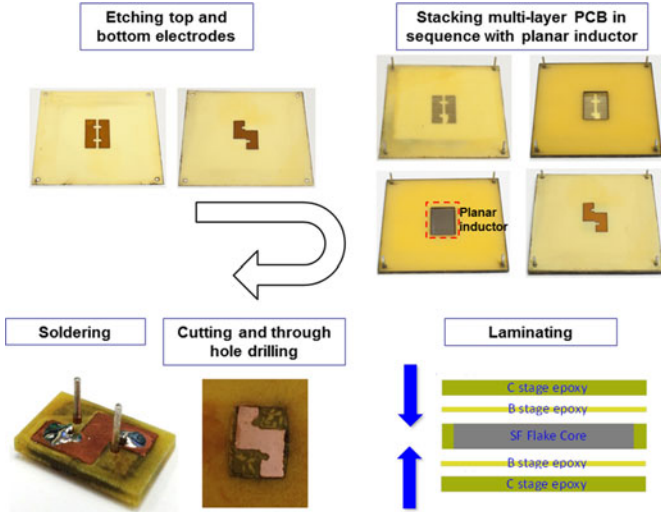 Etching top and
bottom electrodes
Stacking multi-layer PCB in
sequence with planar inductor
Planar
inductor
Soldering
Cutting and through
hole drilling
Laminating
C stage epoxy
B stage epoxy
SF Flake Core
B stage epoxy
C stage epoxy